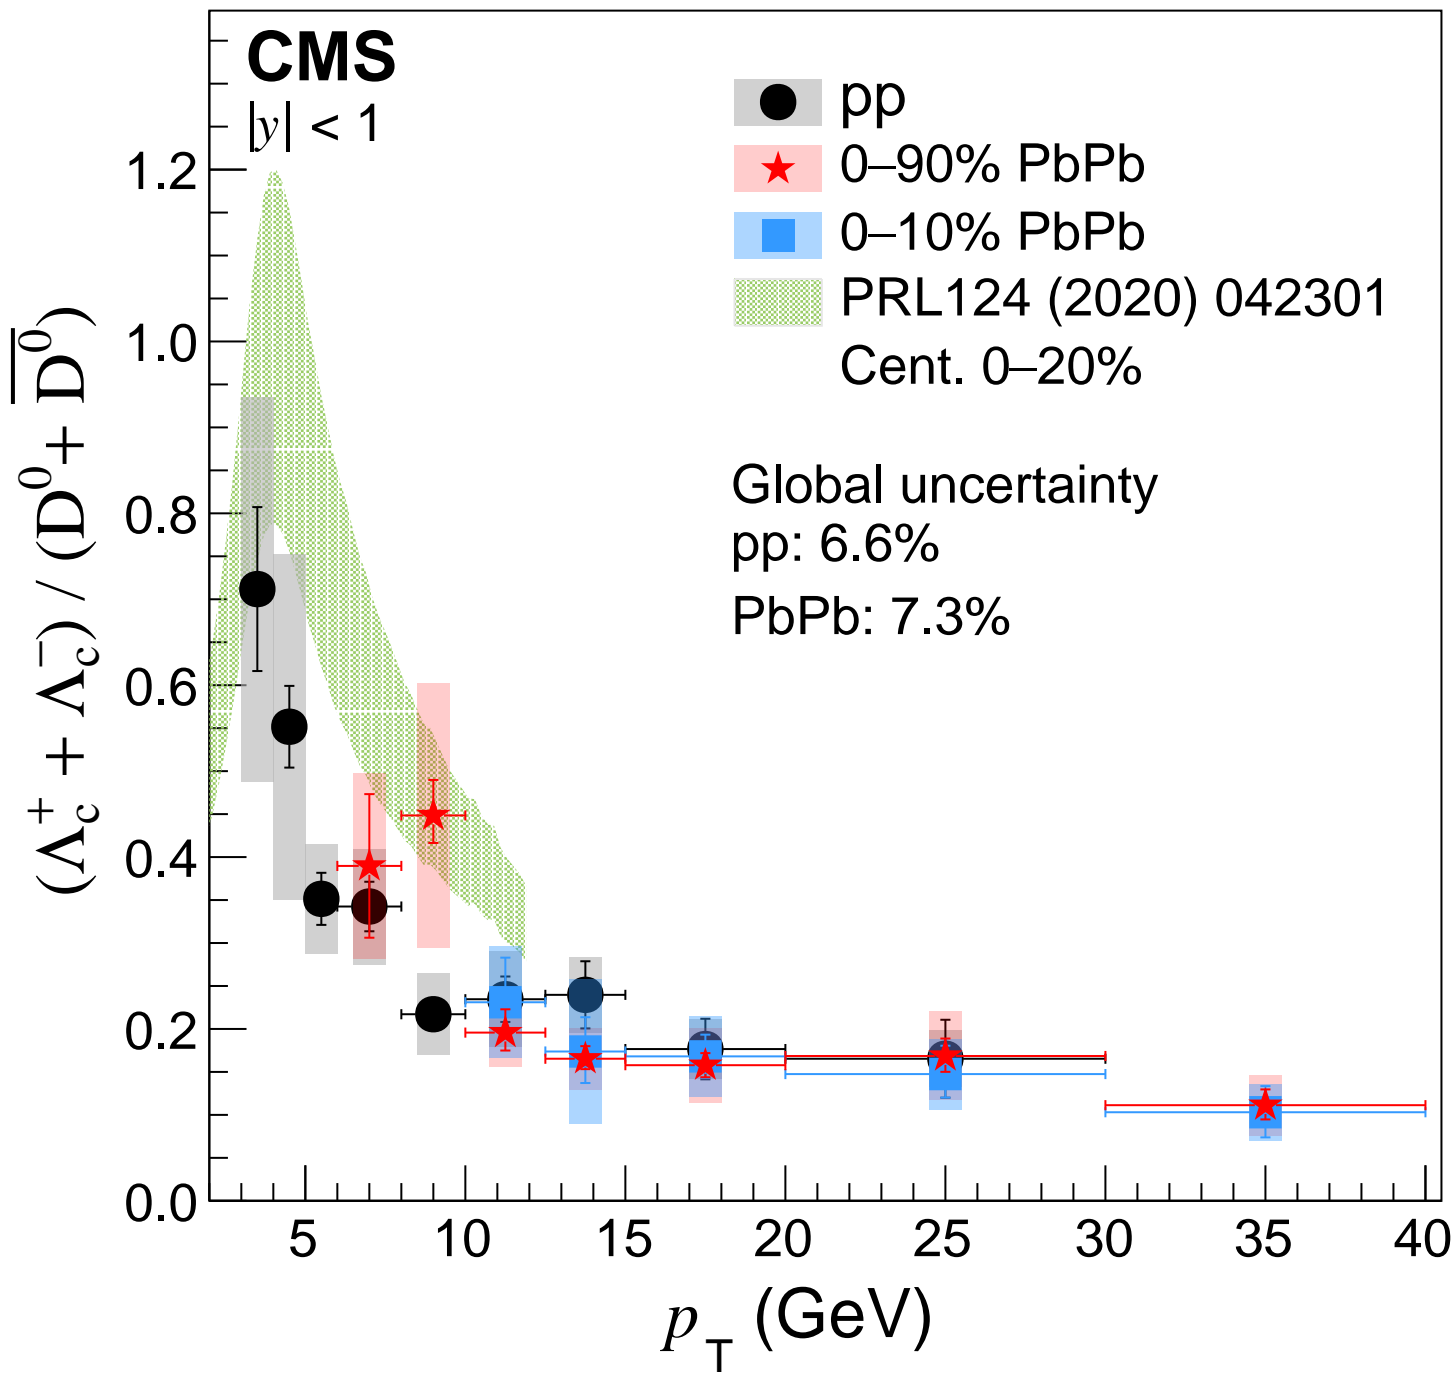 CMS
|y| < 1
pp
0–90% PbPb
0–10% PbPb
PRL124 (2020) 042301
Cent. 0–20%
Global uncertainty
pp: 6.6%
PbPb: 7.3%
(Λc⁺ + Λc⁻) / (D⁰ + D̅⁰)
1.2
1.0
0.8
0.6
0.4
0.2
0.0
5 10 15 20 25 30 35 40
pT (GeV)